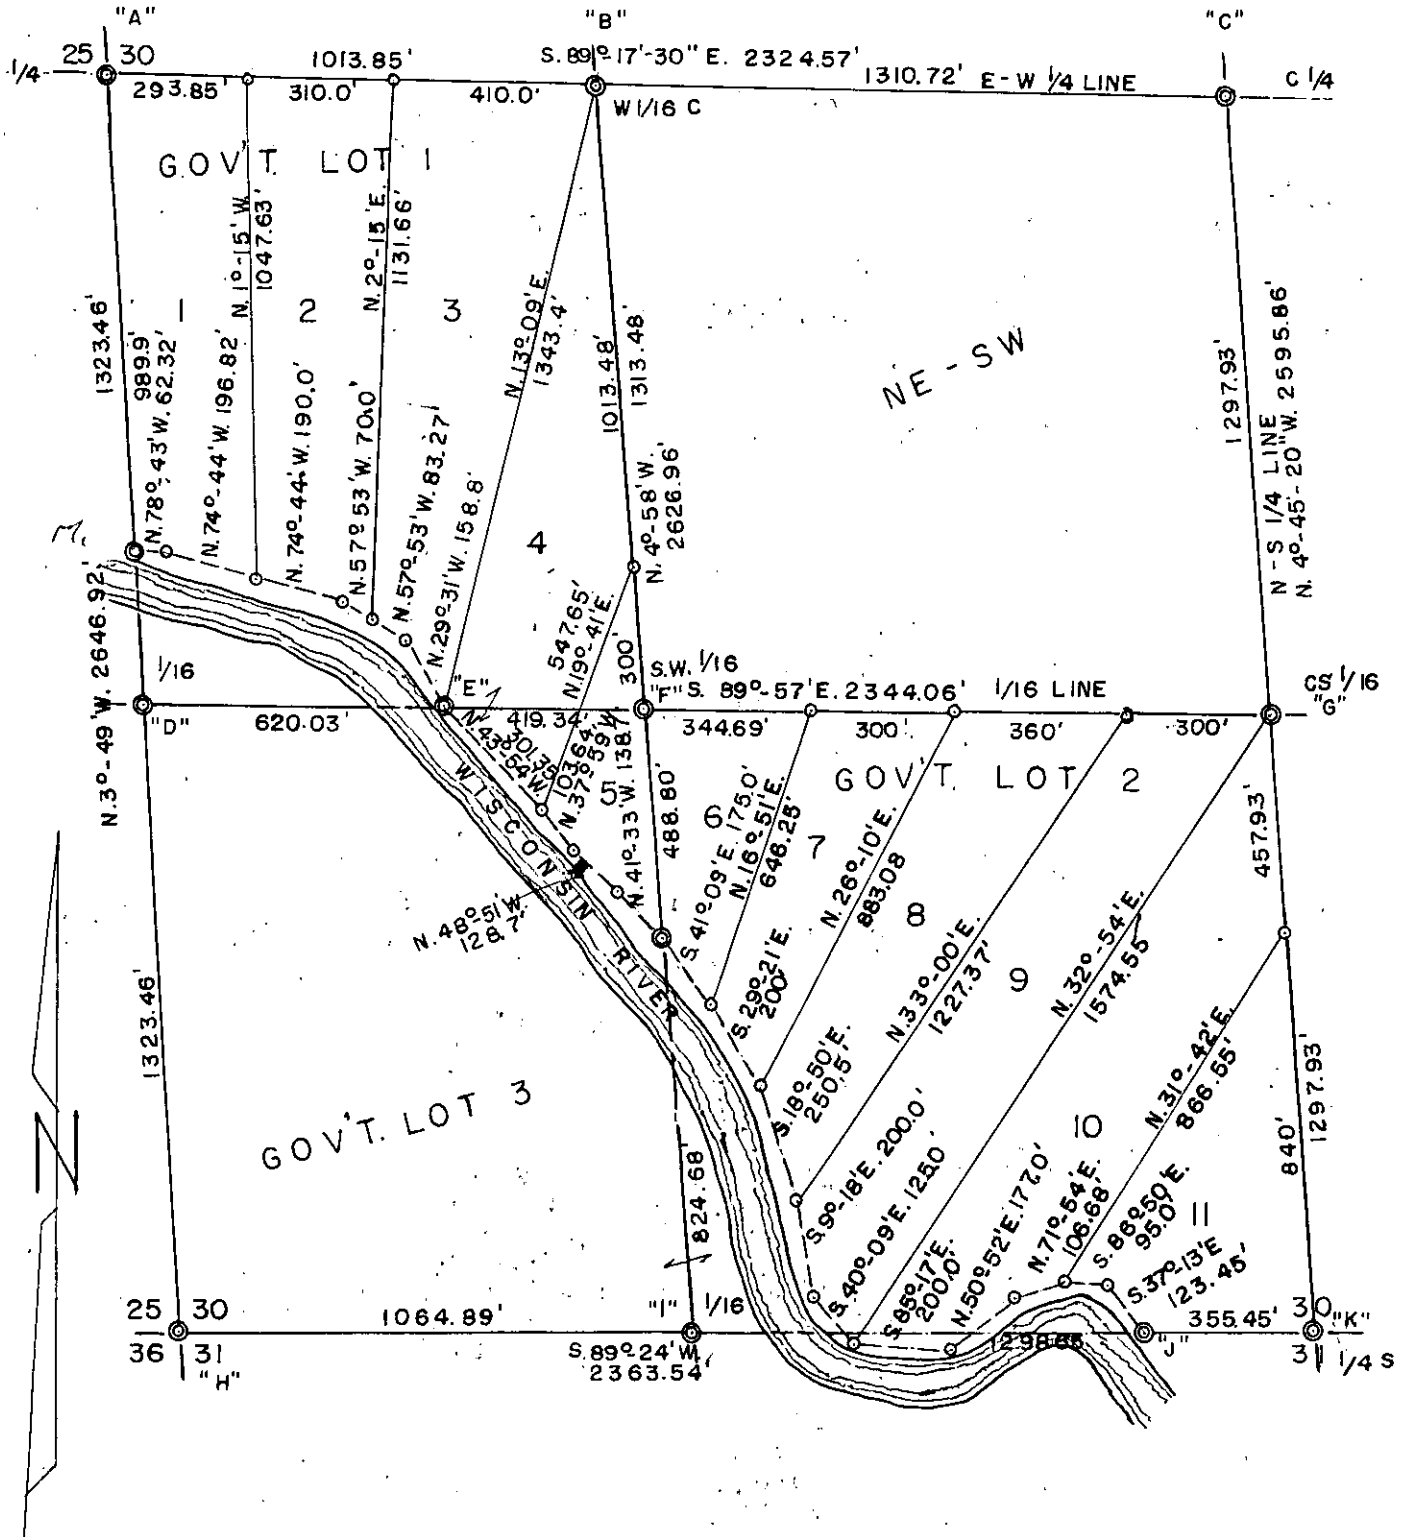 "A"
"B"
"C"
25 30
1013.85'
S. 89°-17'-30" E. 2324.57'
1310.72' E-W 1/4 LINE
C 1/4
1/4
293.85'
310.0'
410.0'
W 1/16 C
GOV'T. LOT 1
N. 1°-15' W.
1047.63'
N. 2°-15' E.
1131.66'
N. 13°-09' E.
1343.4'
1323.46'
989.9'
1
2
3
4
1013.48'
1313.48'
NE - SW
1297.93'
N - S 1/4 LINE
N. 4°-45'-20" W. 2595.86'
N. 78°-43' W. 62.32'
N. 74°-44' W. 196.82'
N. 74°-44' W. 190.0'
N. 57°-53' W. 70.0'
N. 57°-53' W. 83.27'
N. 29°-31' W. 158.8'
N. 4°-58' W.
2626.96'
547.65'
N 19°-41' E.
300'
M.
N. 3°-49' W. 2646.92'
1/16
"D"
620.03'
"E"
419.34'
S.W. 1/16
"F" S. 89°-57' E. 2344.06' 1/16 LINE
CS 1/16
"G"
344.69'
300'
360'
300'
301.35'
N. 43°-54' W.
103.64'
N. 37°-59' W.
N. 41°-33' W. 138.7'
488.80'
5
6
7
8
9
10
11
GOV'T. LOT 2
S. 41°-09' E. 175.0'
N. 16°-51' E.
646.25'
N. 26°-10' E.
883.08
N. 33°-00' E.
1227.37'
N. 32°-54' E.
1574.55
N. 31°-42' E.
866.55'
457.93'
840'
1297.93'
WISCONSIN RIVER
N. 48°-51' W.
128.7'
S. 29°-21' E.
200'
S. 18°-50' E.
250.5'
S. 9°-18' E. 200.0'
S. 40°-09' E. 125.0'
S. 85°-17' E.
200.0'
N. 50°-52' E. 177.0'
N. 71°-54' E.
106.68'
S. 86°-50' E.
95.0'
S. 37°-13' E
123.45'
1323.46'
GOV'T. LOT 3
824.68'
N
25 30
36 31
"H"
1064.89'
"I" 1/16
S. 89°-24' W.
2363.54'
1298.65
"J"
355.45'
30 "K"
31 1/4 S